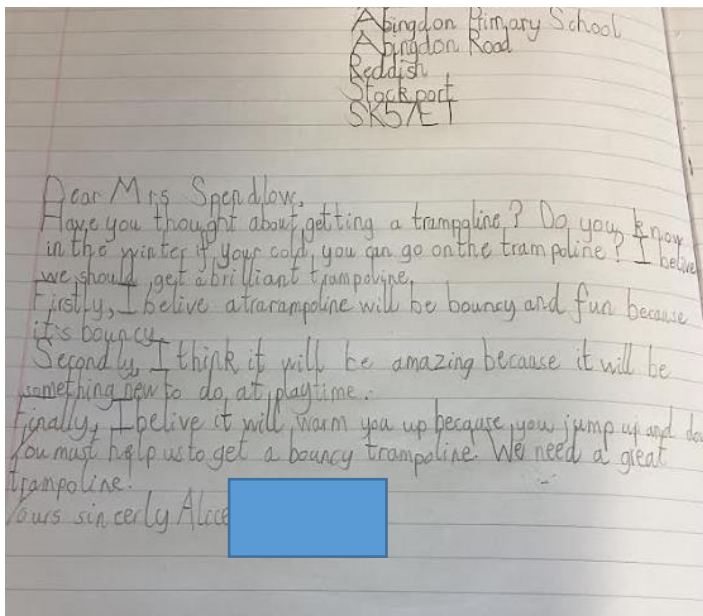 Abingdon Primary School
Abingdon Road
Reddish
Stockport
SK5 7ET
Dear Mrs Spendlow,
Have you thought about getting a trampoline? Do you know
in the winter if your cold, you can go on the trampoline? I belive
we should get a brilliant trampoline.
Firstly, I belive a trarampoline will be bouncy and fun because
it's bouncy.
Secondly, I think it will be amazing because it will be
something new to do, at playtime.
Finally, I belive it will warm you up because, you jump up and do
You must help us to get a bouncy trampoline. We need a great
trampoline.
Yours sincerly Alice